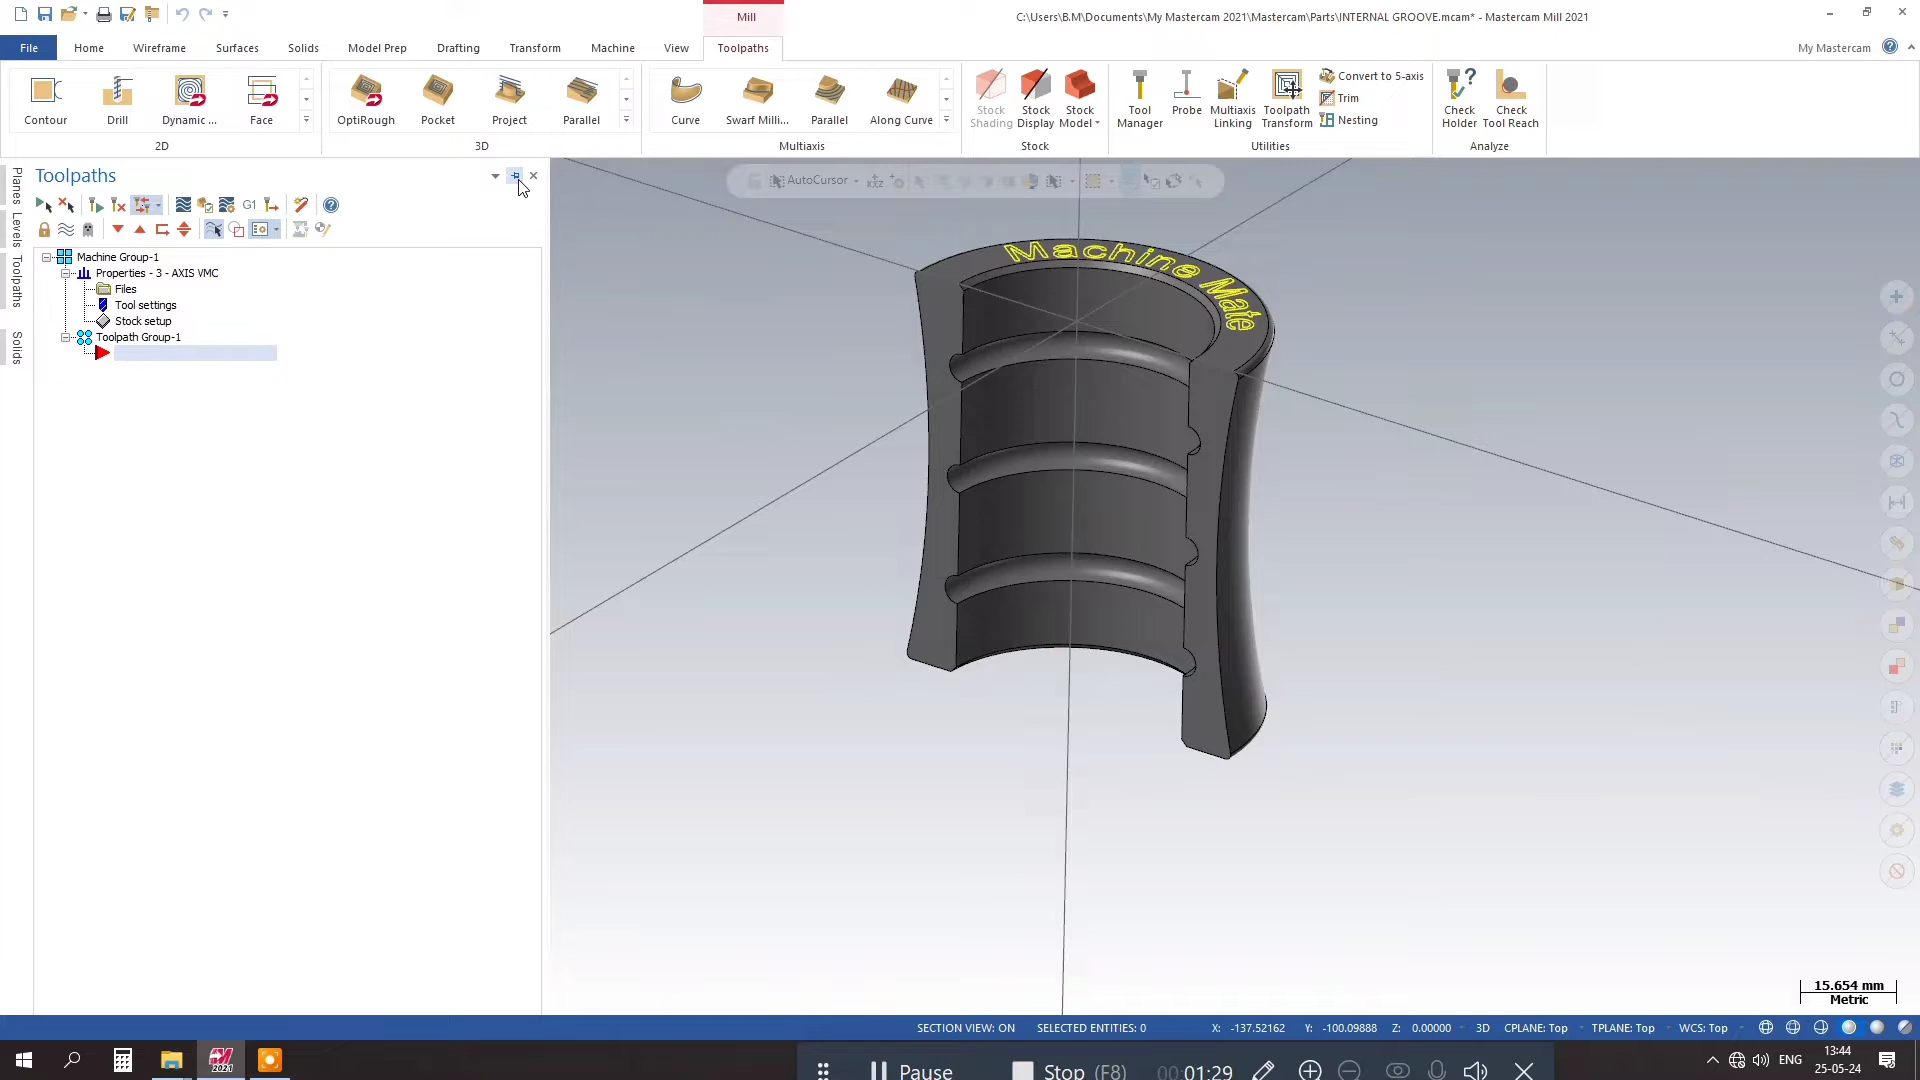 Mill
C:\Users\B.M\Documents\My Mastercam 2021\Mastercam\Parts\INTERNAL GROOVE.mcam* - Mastercam Mill 2021
File Home Wireframe Surfaces Solids Model Prep Drafting Transform Machine View Toolpaths My Mastercam
Contour Drill Dynamic ... Face
OptiRough Pocket Project Parallel
Curve Swarf Milli... Parallel Along Curve
Stock Shading Stock Display Stock Model
Tool Manager Probe Multiaxis Linking Toolpath Transform
Convert to 5-axis
Trim
Nesting
Check Holder Check Tool Reach
2D 3D Multiaxis Stock Utilities Analyze
Toolpaths
AutoCursor
G1
Planes
Levels
Toolpaths
Solids
Machine Group-1
Properties - 3 - AXIS VMC
Files
Tool settings
Stock setup
Toolpath Group-1
Machine Mate
15.654 mm
Metric
SECTION VIEW: ON SELECTED ENTITIES: 0 X: -137.52162 Y: -100.09888 Z: 0.00000 3D CPLANE: Top TPLANE: Top WCS: Top
2021
Pause Stop (F8) 00:01:29
ENG
13:44
25-05-24